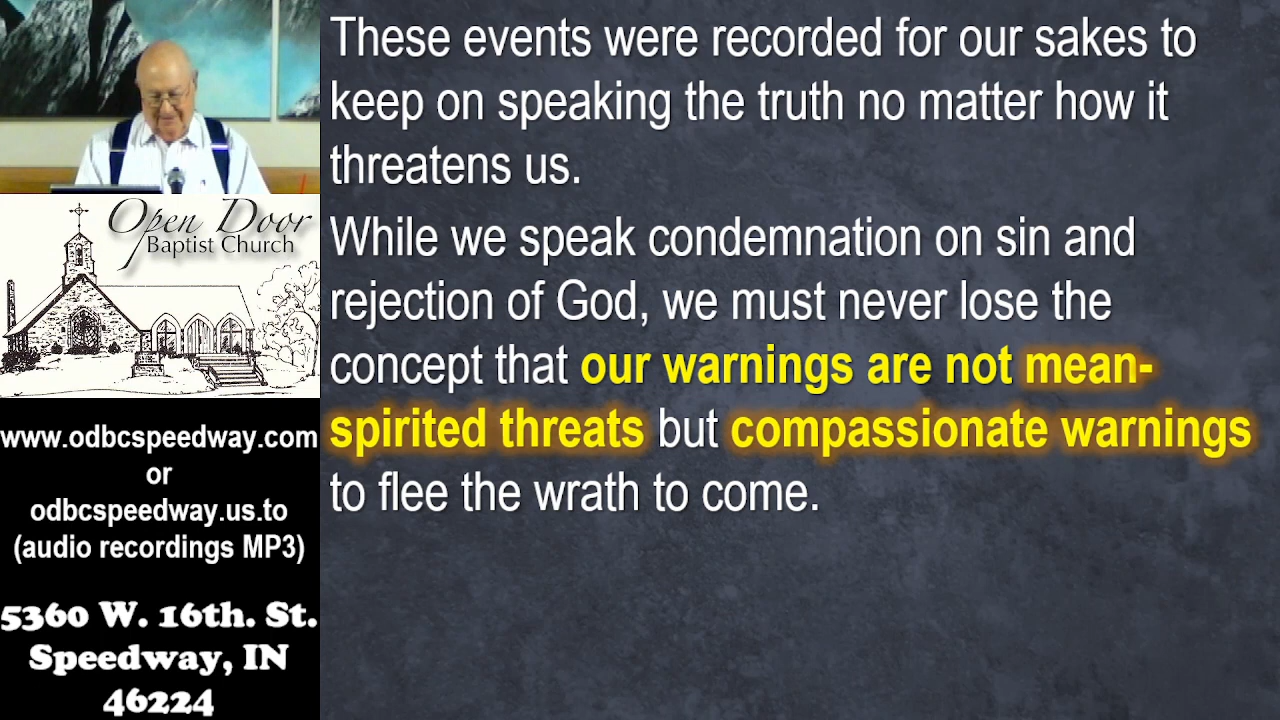 These events were recorded for our sakes to
keep on speaking the truth no matter how it
threatens us.
While we speak condemnation on sin and
rejection of God, we must never lose the
concept that our warnings are not mean-
spirited threats but compassionate warnings
to flee the wrath to come.
Open Door
Baptist Church
www.odbcspeedway.com
or
odbcspeedway.us.to
(audio recordings MP3)
5360 W. 16th. St.
Speedway, IN
46224